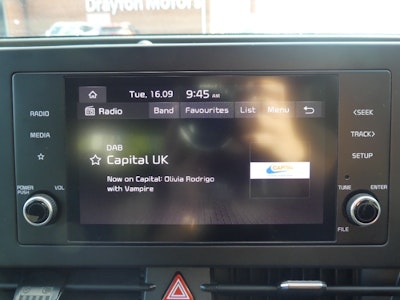 Drayton Motors
Tue, 16.09 9:45 AM
Radio Band Favourites List Menu
DAB
Capital UK
Now on Capital: Olivia Rodrigo
with Vampire
CAPITAL
RADIO
MEDIA
POWER PUSH VOL
<SEEK
TRACK>
SETUP
TUNE ENTER
FILE